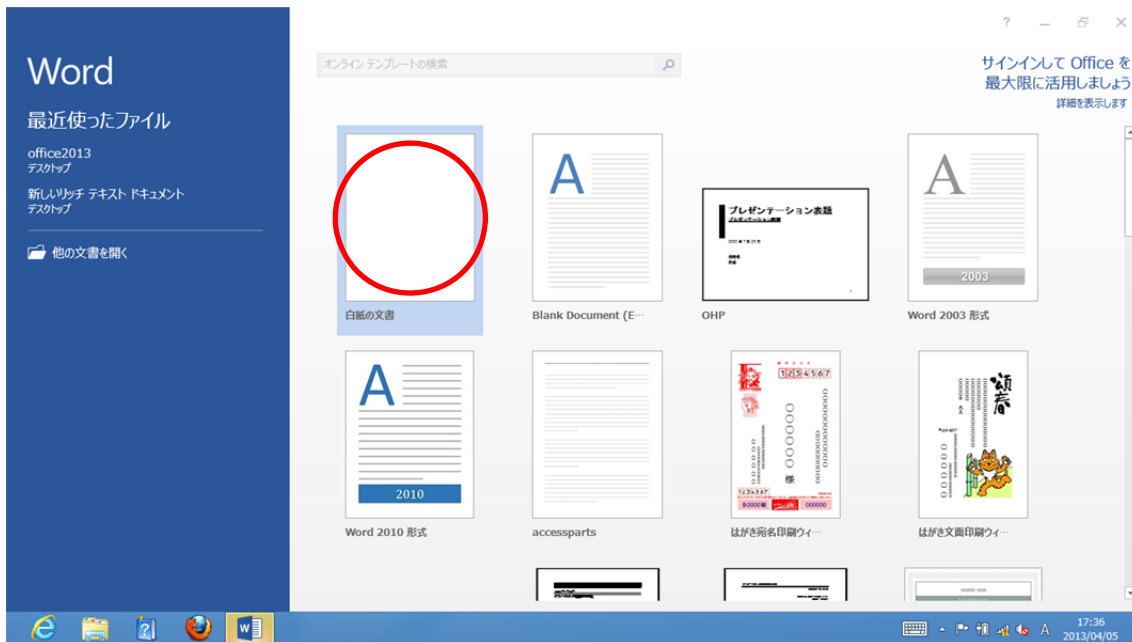 ?
Word
オンライン テンプレートの検索
サインインして Office を
最大限に活用しましょう
詳細を表示します
最近使ったファイル
office2013
デスクトップ
新しいリッチ テキスト ドキュメント
デスクトップ
他の文書を開く
A
プレゼンテーション表題
A
2003
白紙の文書
Blank Document (E…
OHP
Word 2003 形式
A
2010
1234567
様
1234567
000000
頌春
Word 2010 形式
accessparts
はがき宛名印刷ウィ…
はがき文面印刷ウィ…
A
17:36
2013/04/05